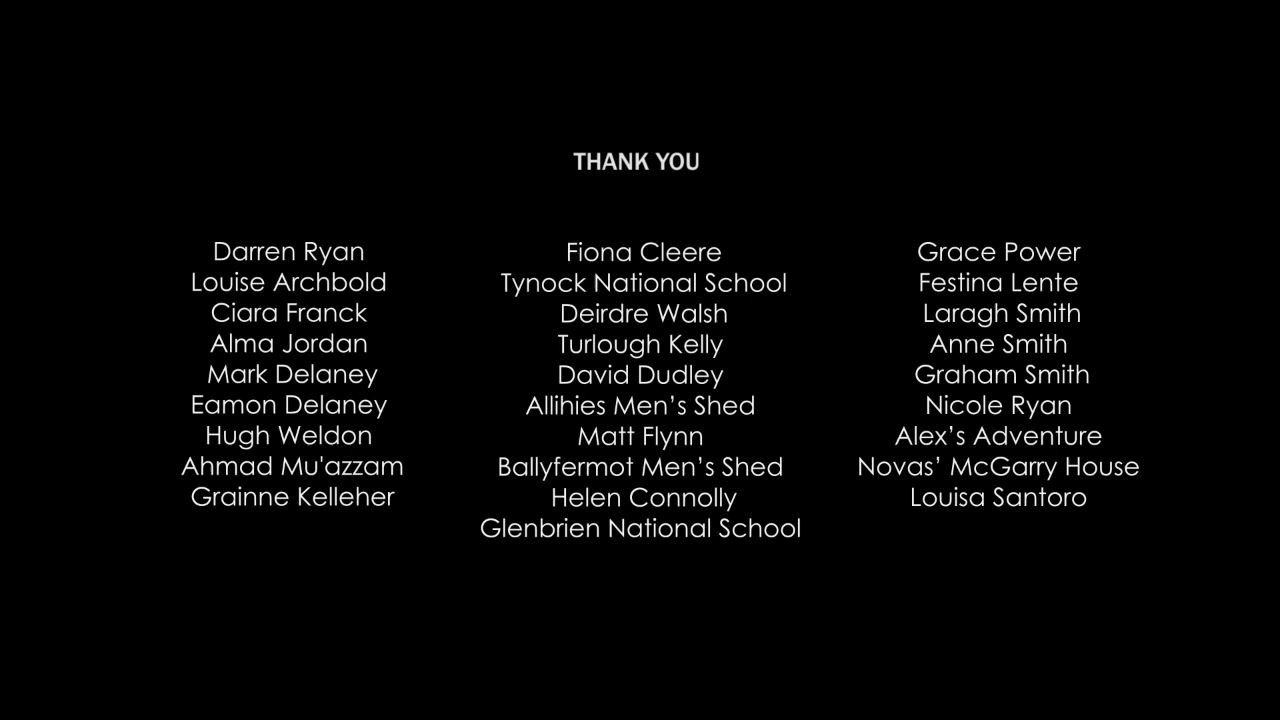 THANK YOU
Darren Ryan
Louise Archbold
Ciara Franck
Alma Jordan
Mark Delaney
Eamon Delaney
Hugh Weldon
Ahmad Mu'azzam
Grainne Kelleher
Fiona Cleere
Tynock National School
Deirdre Walsh
Turlough Kelly
David Dudley
Allihies Men’s Shed
Matt Flynn
Ballyfermot Men’s Shed
Helen Connolly
Glenbrien National School
Grace Power
Festina Lente
Laragh Smith
Anne Smith
Graham Smith
Nicole Ryan
Alex’s Adventure
Novas’ McGarry House
Louisa Santoro